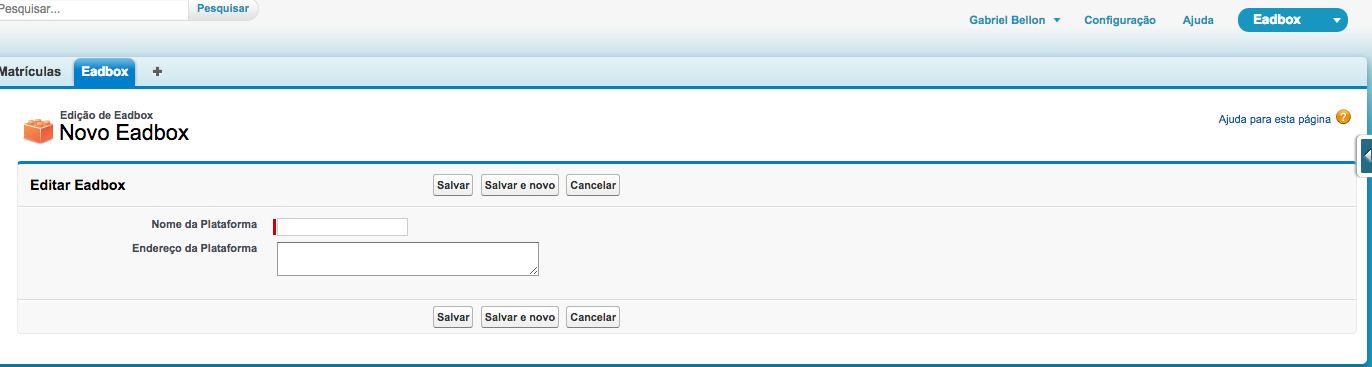 Pesquisar...
Pesquisar
Gabriel Bellon
Configuração
Ajuda
Eadbox
Matrículas
Eadbox
+
Edição de Eadbox
Novo Eadbox
Ajuda para esta página
?
Editar Eadbox
Salvar
Salvar e novo
Cancelar
Nome da Plataforma
Endereço da Plataforma
Salvar
Salvar e novo
Cancelar